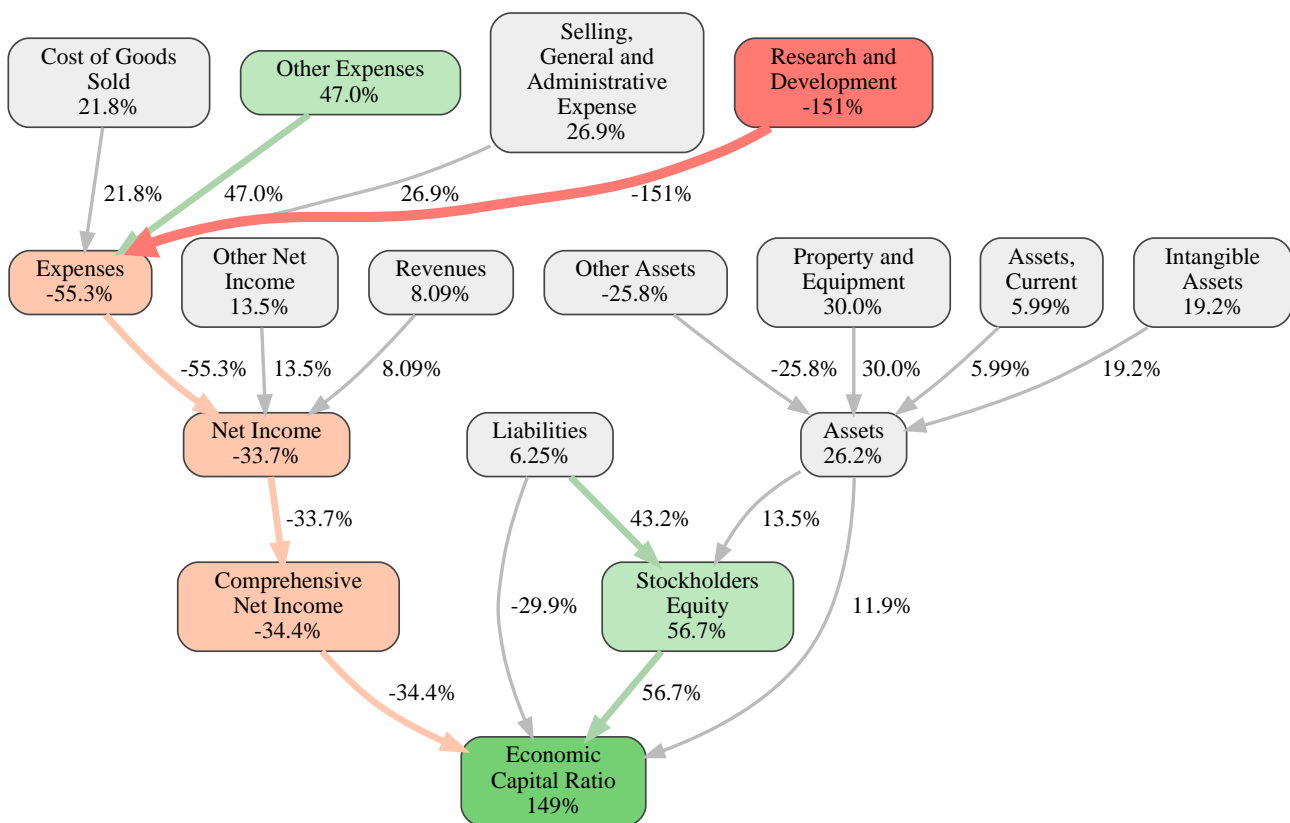 Cost of Goods
Sold
21.8%
Other Expenses
47.0%
Selling,
General and
Administrative
Expense
26.9%
Research and
Development
-151%
21.8%
47.0%
26.9%
-151%
Expenses
-55.3%
Other Net
Income
13.5%
Revenues
8.09%
Other Assets
-25.8%
Property and
Equipment
30.0%
Assets,
Current
5.99%
Intangible
Assets
19.2%
-55.3%
13.5%
8.09%
-25.8%
30.0%
5.99%
19.2%
Net Income
-33.7%
Liabilities
6.25%
Assets
26.2%
-33.7%
43.2%
13.5%
Comprehensive
Net Income
-34.4%
-29.9%
Stockholders
Equity
56.7%
11.9%
-34.4%
56.7%
Economic
Capital Ratio
149%